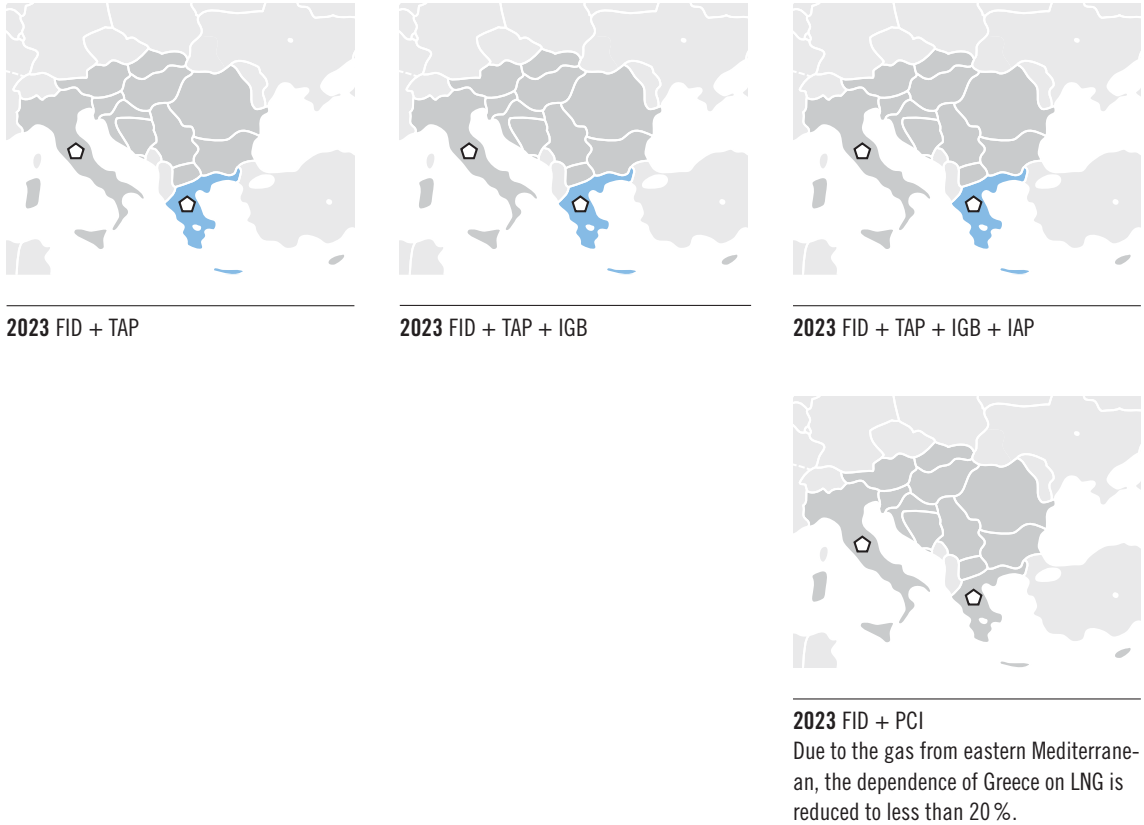 2023 FID + TAP
2023 FID + TAP + IGB
2023 FID + TAP + IGB + IAP
2023 FID + PCI
Due to the gas from eastern Mediterrane-
an, the dependence of Greece on LNG is
reduced to less than 20 %.